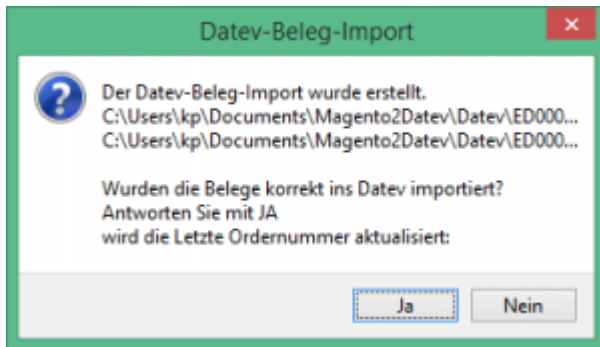 Datev-Beleg-Import
Der Datev-Beleg-Import wurde erstellt.
C:\Users\kp\Documents\Magento2Datev\Datev\ED000...
C:\Users\kp\Documents\Magento2Datev\Datev\ED000...
Wurden die Belege korrekt ins Datev importiert?
Antworten Sie mit JA
wird die Letzte Ordernummer aktualisiert:
Ja
Nein